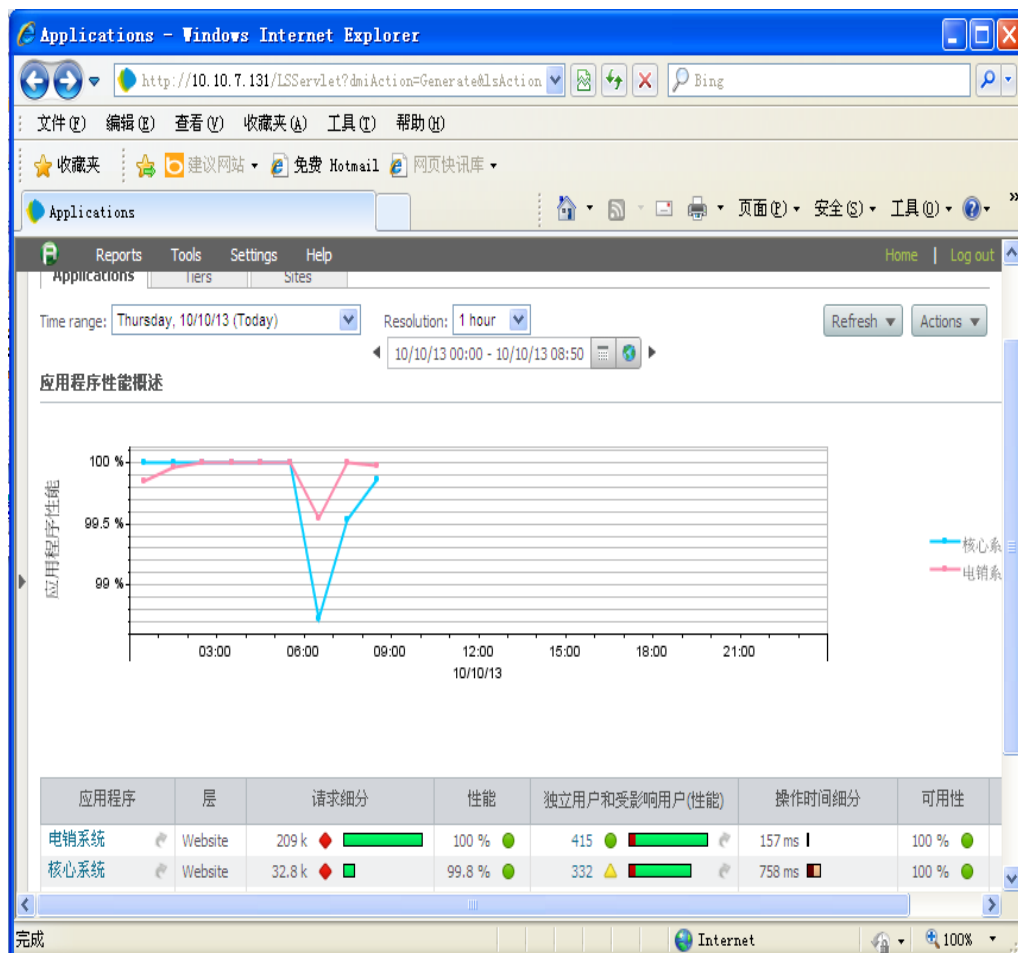 Applications - Windows Internet Explorer
http://10.10.7.131/LSServlet?dmiAction=Generate&lsAction
Bing
文件(F) 编辑(E) 查看(V) 收藏夹(A) 工具(T) 帮助(H)
收藏夹 建议网站 免费 Hotmail 网页快讯库
Applications 页面(P) 安全(S) 工具(O) »
Reports Tools Settings Help Home | Log out
Applications Tiers Sites
Time range: Thursday, 10/10/13 (Today) Resolution: 1 hour Refresh Actions
10/10/13 00:00 - 10/10/13 08:50
应用程序性能概述
应用程序性能
100 %
99.5 %
99 %
核心系
电销系
03:00 06:00 09:00 12:00 15:00 18:00 21:00
10/10/13
应用程序 层 请求细分 性能 独立用户和受影响用户(性能) 操作时间细分 可用性
电销系统 Website 209 k 100 % 415 157 ms 100 %
核心系统 Website 32.8 k 99.8 % 332 758 ms 100 %
完成 Internet 100%